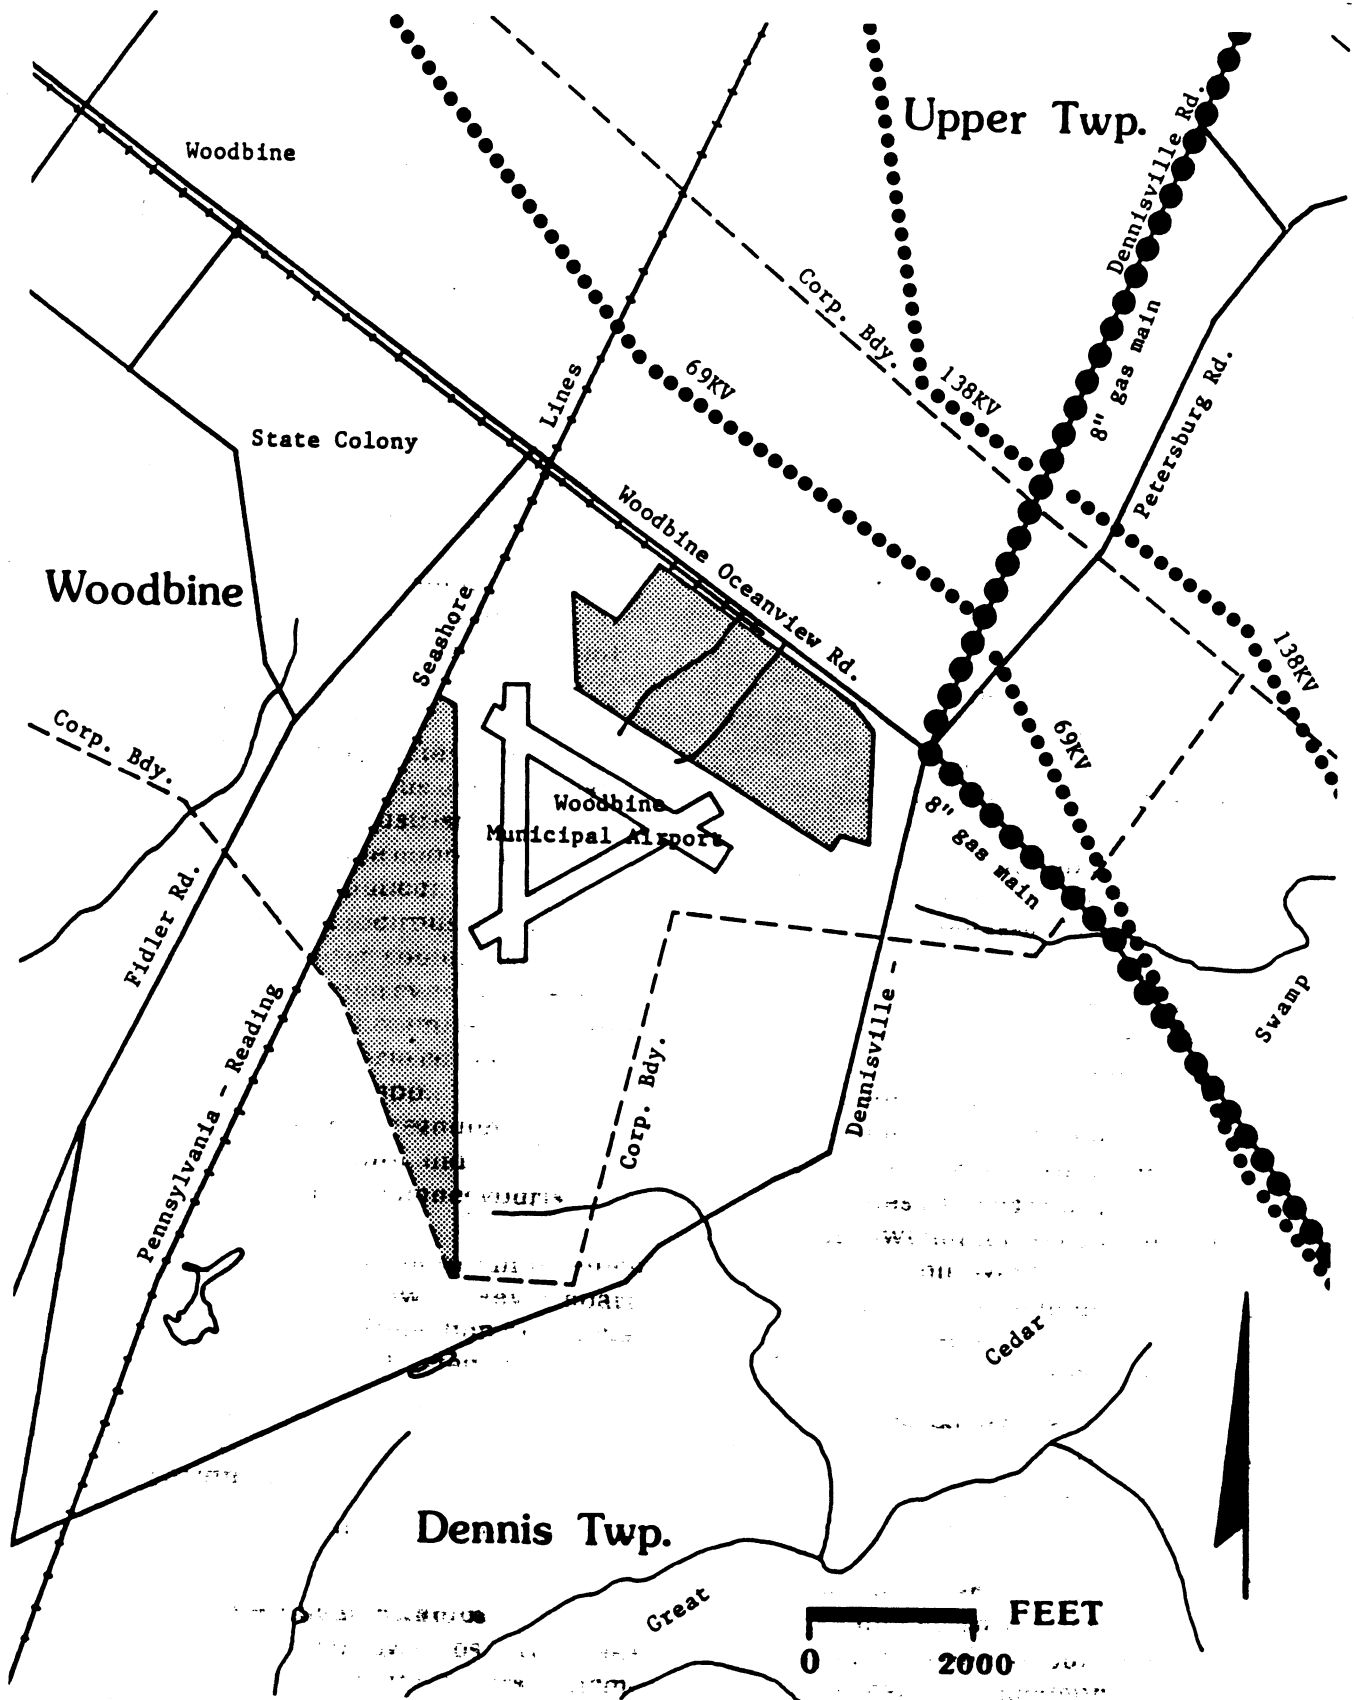 Upper Twp.
Woodbine
Dennisville Rd.
Corp. Bdy.
8" gas main
69KV
138KV
Lines
Petersburg Rd.
State Colony
Woodbine Oceanview Rd.
Woodbine
Seashore
138KV
Corp. Bdy.
69KV
Woodbine
Municipal Airport
8" gas main
Fidler Rd.
Swamp
Pennsylvania - Reading
Corp. Bdy.
Dennisville -
Cedar
Dennis Twp.
Great
FEET
0 2000